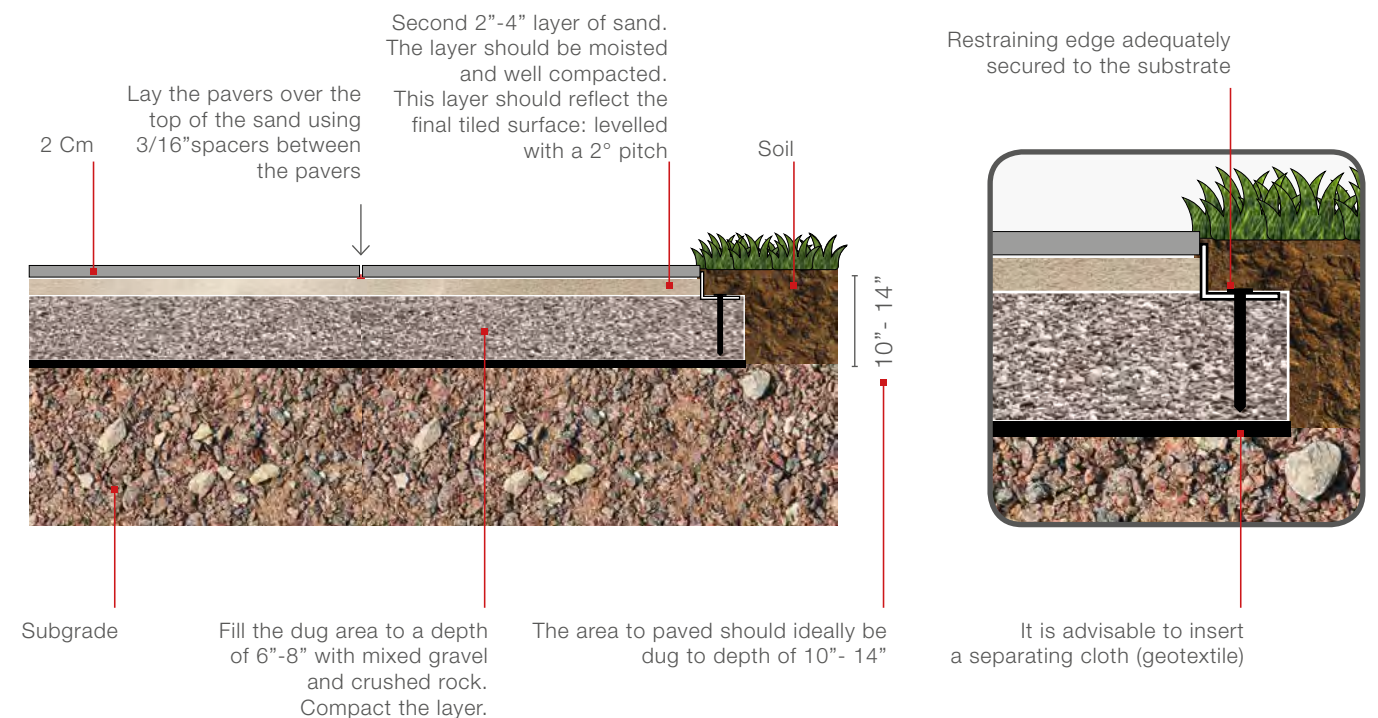 2 Cm
Lay the pavers over the
top of the sand using
3/16”spacers between
the pavers
Second 2”-4” layer of sand.
The layer should be moisted
and well compacted.
This layer should reflect the
final tiled surface: levelled
with a 2° pitch
Soil
10”- 14”
Restraining edge adequately
secured to the substrate
Subgrade
Fill the dug area to a depth
of 6”-8” with mixed gravel
and crushed rock.
Compact the layer.
The area to paved should ideally be
dug to depth of 10”- 14”
It is advisable to insert
a separating cloth (geotextile)